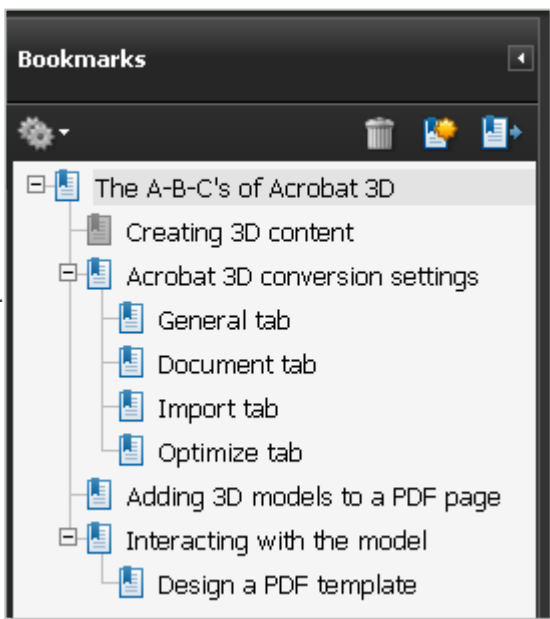 Bookmarks
The A-B-C's of Acrobat 3D
Creating 3D content
Acrobat 3D conversion settings
General tab
Document tab
Import tab
Optimize tab
Adding 3D models to a PDF page
Interacting with the model
Design a PDF template